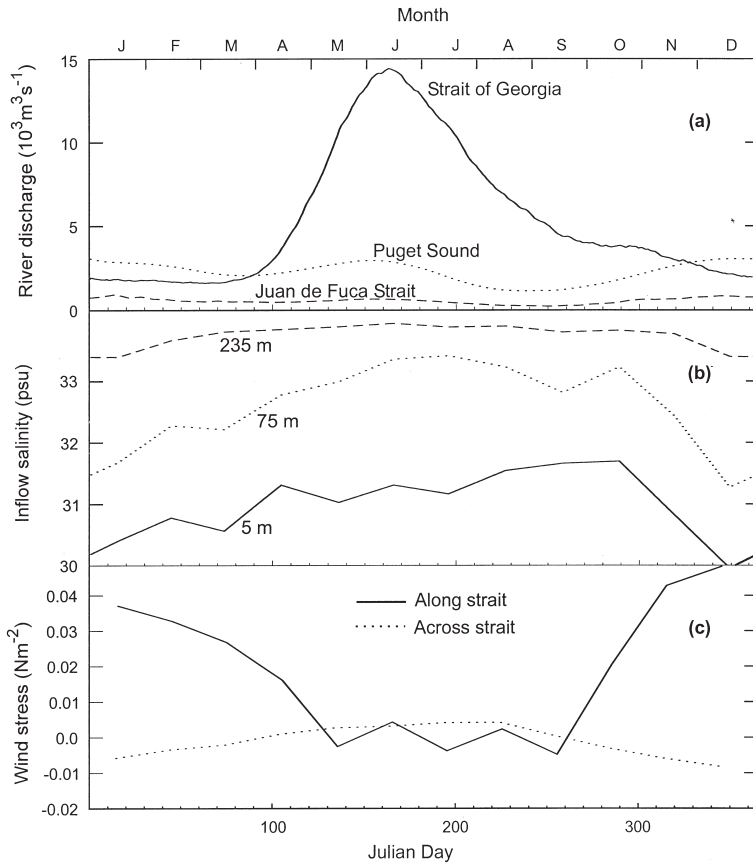 Month
J F M A M J J A S O N D
15
Strait of Georgia
(a)
10
River discharge (10³m³s⁻¹)
5
Puget Sound
Juan de Fuca Strait
0
235 m
33
(b)
75 m
32
Inflow salinity (psu)
31
5 m
30
0.04
Along strait
Across strait
(c)
0.03
0.02
Wind stress (Nm⁻²)
0.01
0.0
-0.01
-0.02
100 200 300
Julian Day